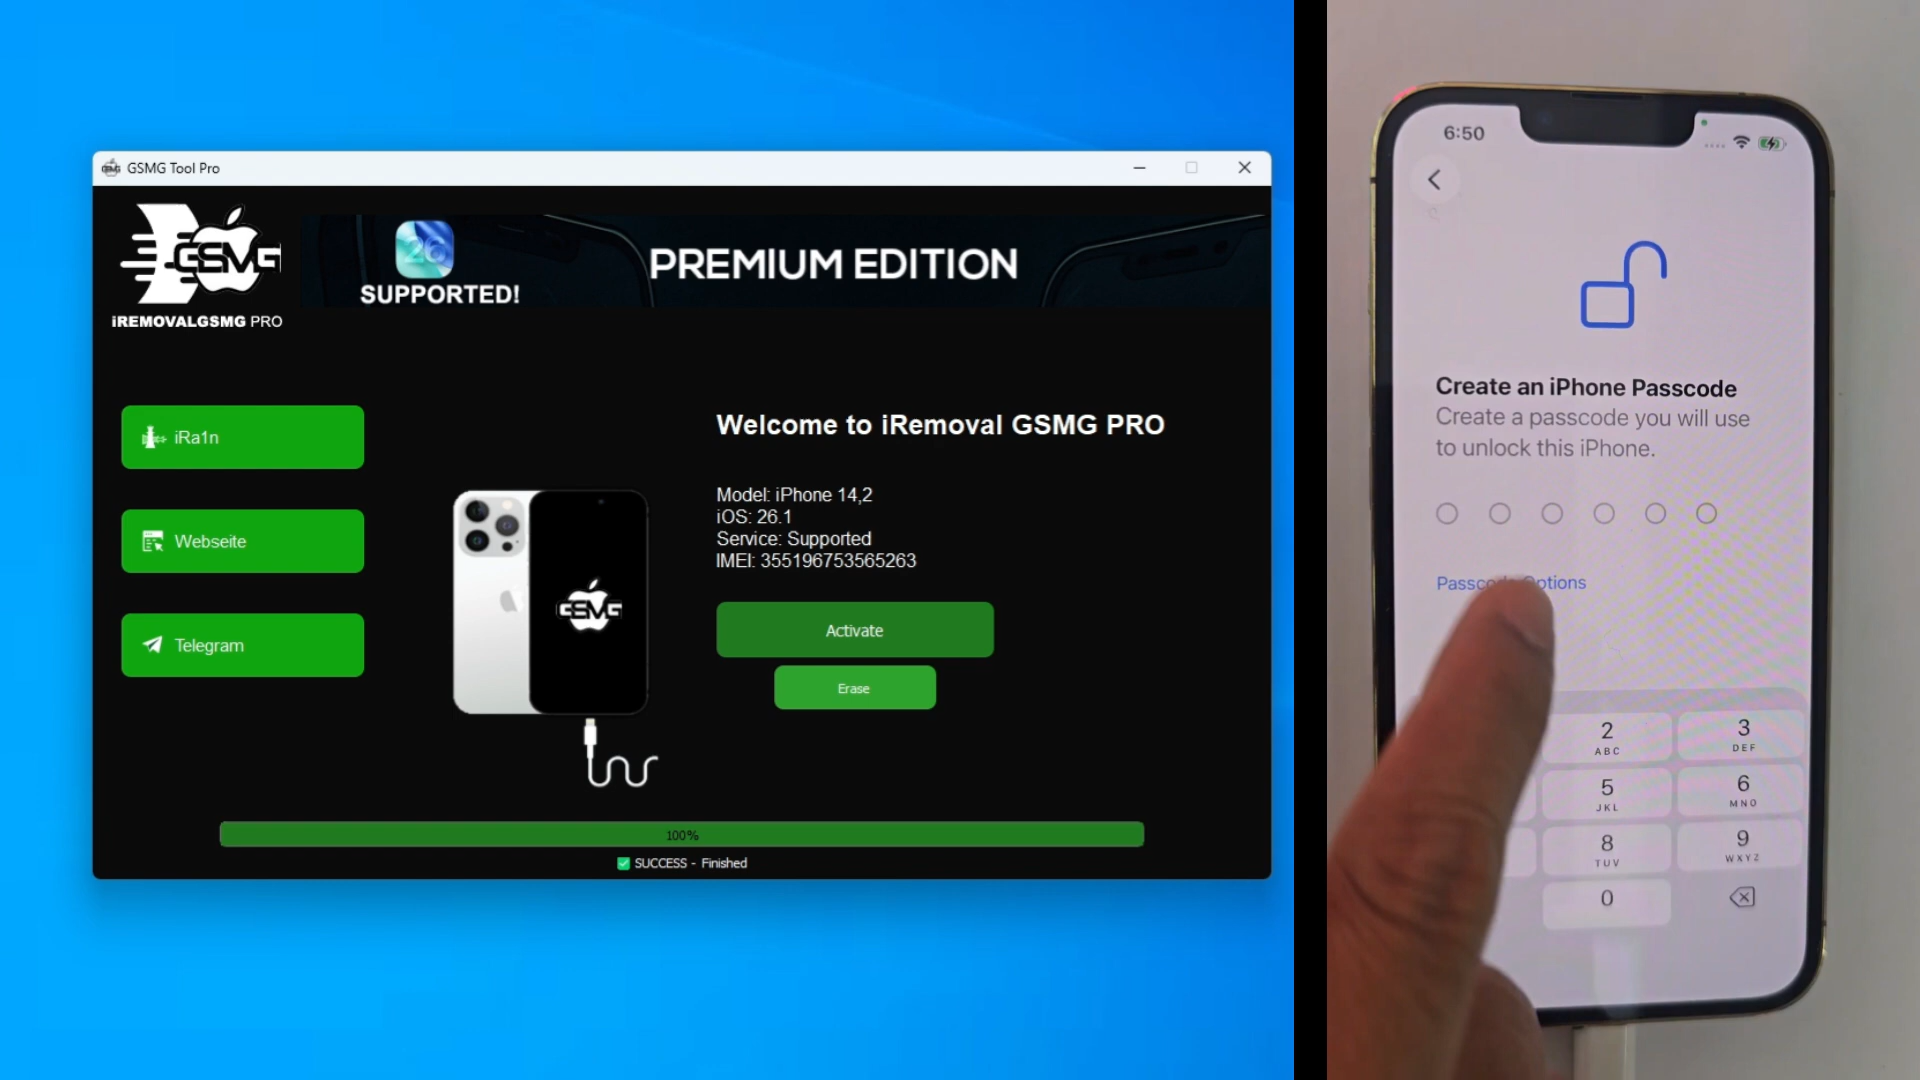 GSMG Tool Pro
GSMG
iREMOVALGSMG PRO
26
SUPPORTED!
PREMIUM EDITION
iRa1n
Webseite
Telegram
GSMG
Welcome to iRemoval GSMG PRO
Model: iPhone 14,2
iOS: 26.1
Service: Supported
IMEI: 355196753565263
Activate
Erase
100%
SUCCESS - Finished
6:50
Create an iPhone Passcode
Create a passcode you will use
to unlock this iPhone.
Passcode Options
2
ABC
3
DEF
5
JKL
6
MNO
8
TUV
9
WXYZ
0